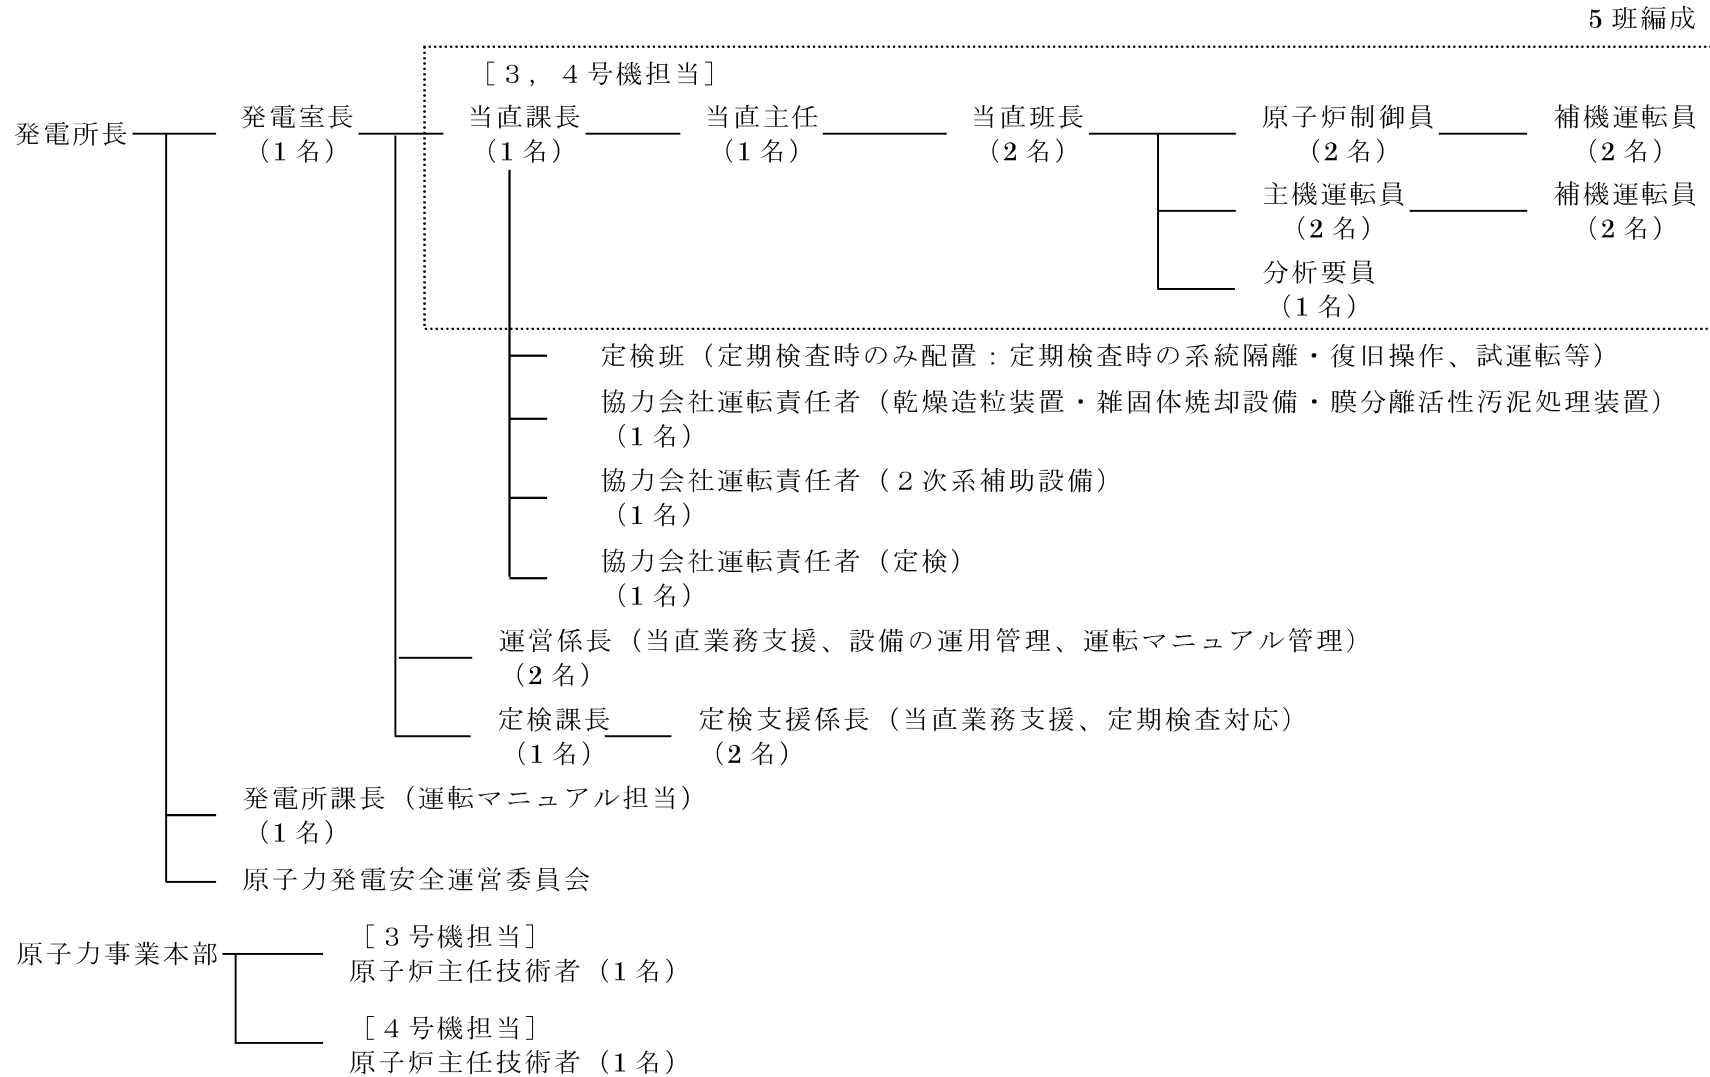 5 班編成
［３，４号機担当］
発電所長 発電室長 当直課長 当直主任 当直班長 原子炉制御員 補機運転員
（1 名） （1 名） （1 名） （2 名） （2 名） （2 名）
主機運転員 補機運転員
（2 名） （2 名）
分析要員
（1 名）
定検班（定期検査時のみ配置：定期検査時の系統隔離・復旧操作、試運転等）
協力会社運転責任者（乾燥造粒装置・雑固体焼却設備・膜分離活性汚泥処理装置）
（1 名）
協力会社運転責任者（２次系補助設備）
（1 名）
協力会社運転責任者（定検）
（1 名）
運営係長（当直業務支援、設備の運用管理、運転マニュアル管理）
（2 名）
定検課長 定検支援係長（当直業務支援、定期検査対応）
（1 名） （2 名）
発電所課長（運転マニュアル担当）
（1 名）
原子力発電安全運営委員会
［３号機担当］
原子力事業本部 原子炉主任技術者（1 名）
［４号機担当］
原子炉主任技術者（1 名）